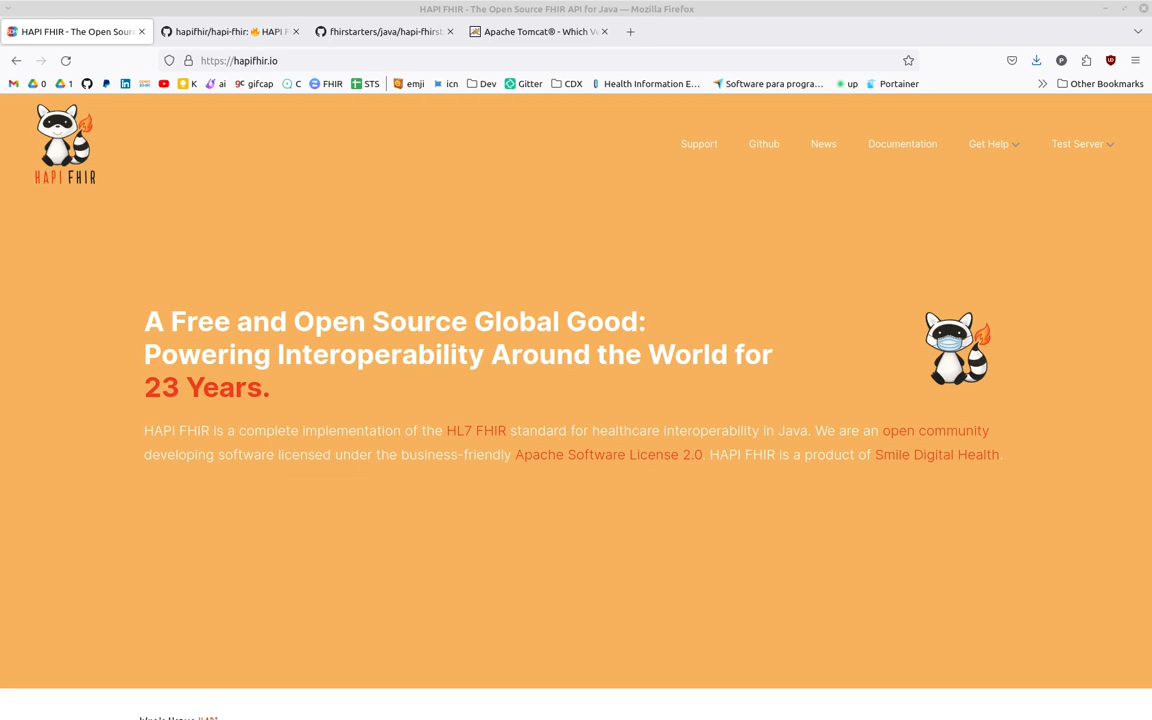 HAPI FHIR - The Open Source FHIR API for Java — Mozilla Firefox
HAPI FHIR - The Open Sour
hapifhir/hapi-fhir: 🔥 HAPI F
fhirstarters/java/hapi-fhirst
Apache Tomcat® - Which V
https://hapifhir.io
0 1 K ai gifcap C FHIR STS emji icn Dev Gitter CDX Health Information E... Software para progra... up Portainer Other Bookmarks
HAPI FHIR
Support Github News Documentation Get Help Test Server
A Free and Open Source Global Good:
Powering Interoperability Around the World for
23 Years.
HAPI FHIR is a complete implementation of the HL7 FHIR standard for healthcare interoperability in Java. We are an open community
developing software licensed under the business-friendly Apache Software License 2.0. HAPI FHIR is a product of Smile Digital Health.